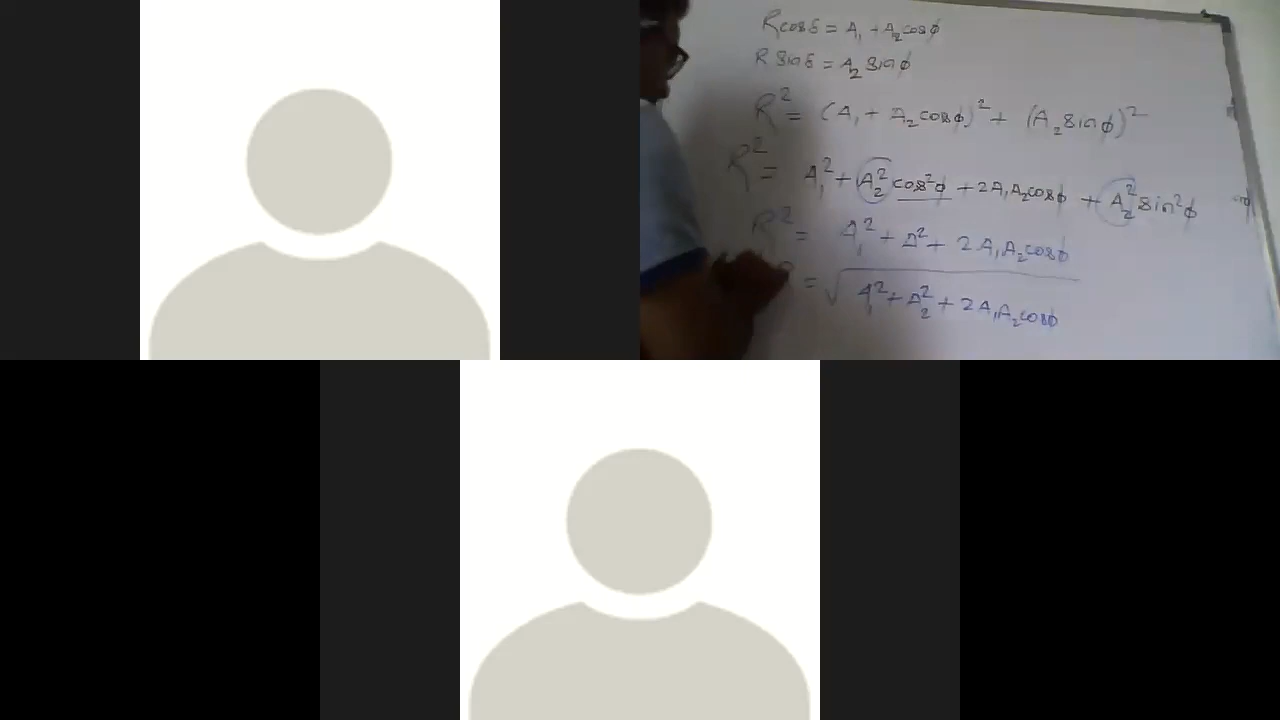 R cos δ = A₁ + A₂ cos ϕ
R sin δ = A₂ sin ϕ
R² = (A₁ + A₂ cos ϕ)² + (A₂ sin ϕ)²
R² = A₁² + A₂² cos² ϕ + 2A₁A₂ cos ϕ + A₂² sin² ϕ
R² = A₁² + A² + 2A₁A₂ cos ϕ
= √A₁² + A₂² + 2A₁A₂ cos ϕ